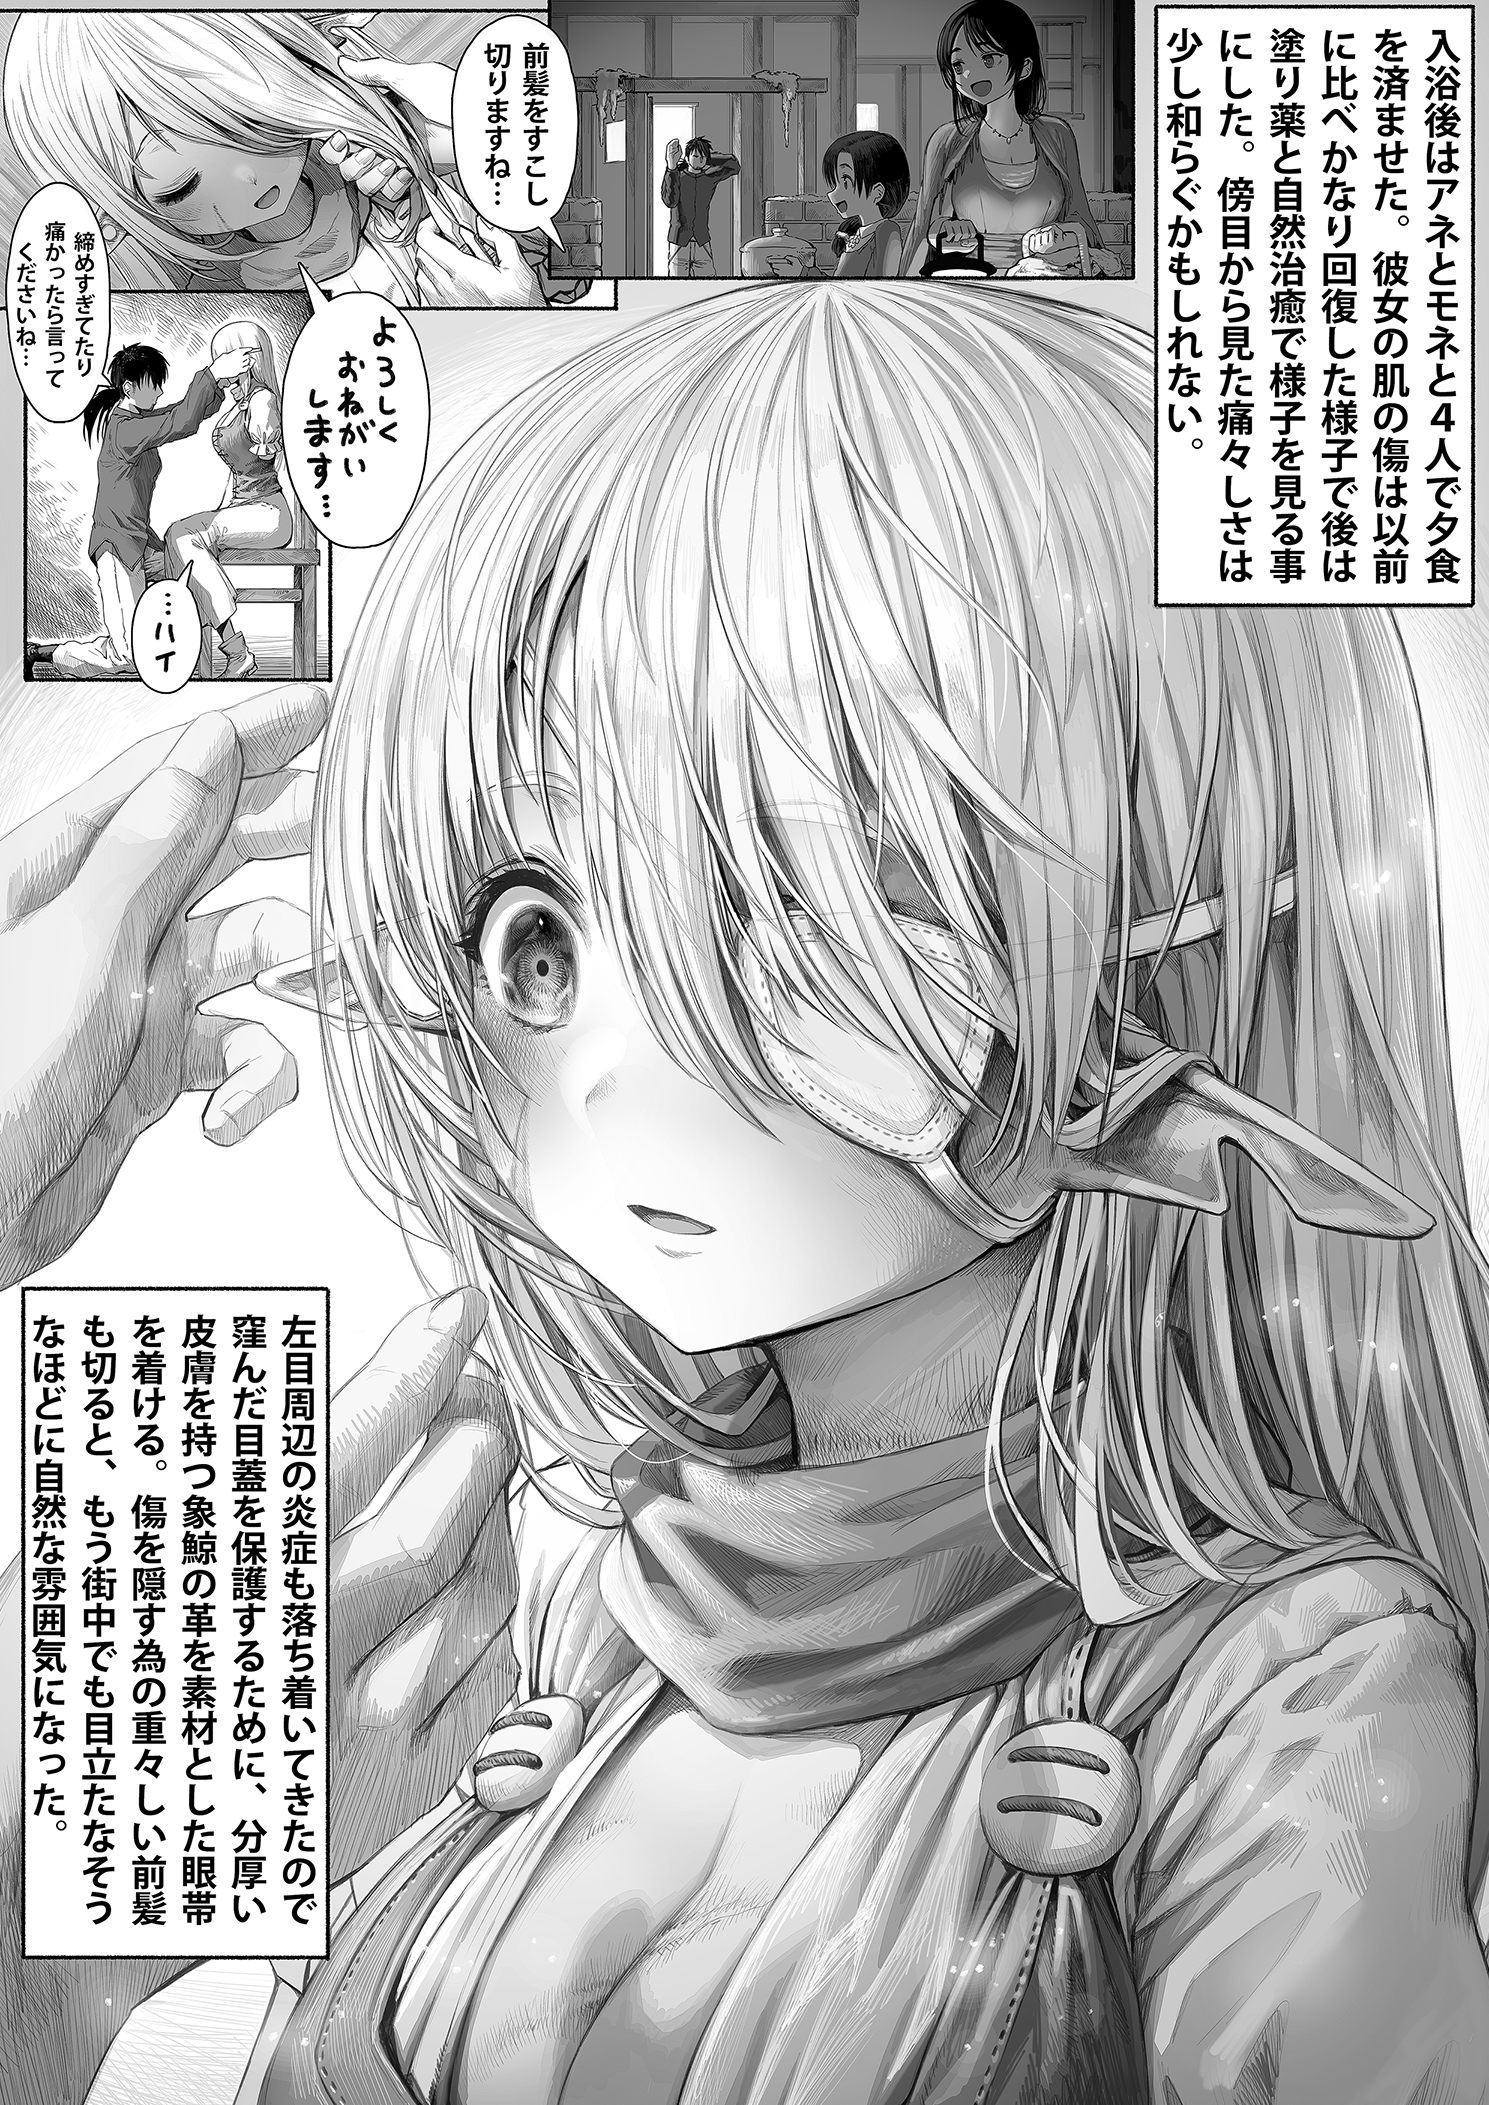 入浴後はアネとモネと４人で夕食
を済ませた。彼女の肌の傷は以前
に比べかなり回復した様子で後は
塗り薬と自然治癒で様子を見る事
にした。傍目から見た痛々しさは
少し和らぐかもしれない。
前髪をすこし
切りますね…
よろしく
おねがい
します…
締めすぎてたり
痛かったら言って
くださいね…
…ハイ
左目周辺の炎症も落ち着いてきたので
窪んだ目蓋を保護するために、分厚い
皮膚を持つ象鯨の革を素材とした眼帯
を着ける。傷を隠す為の重々しい前髪
も切ると、もう街中でも目立たなそう
なほどに自然な雰囲気になった。